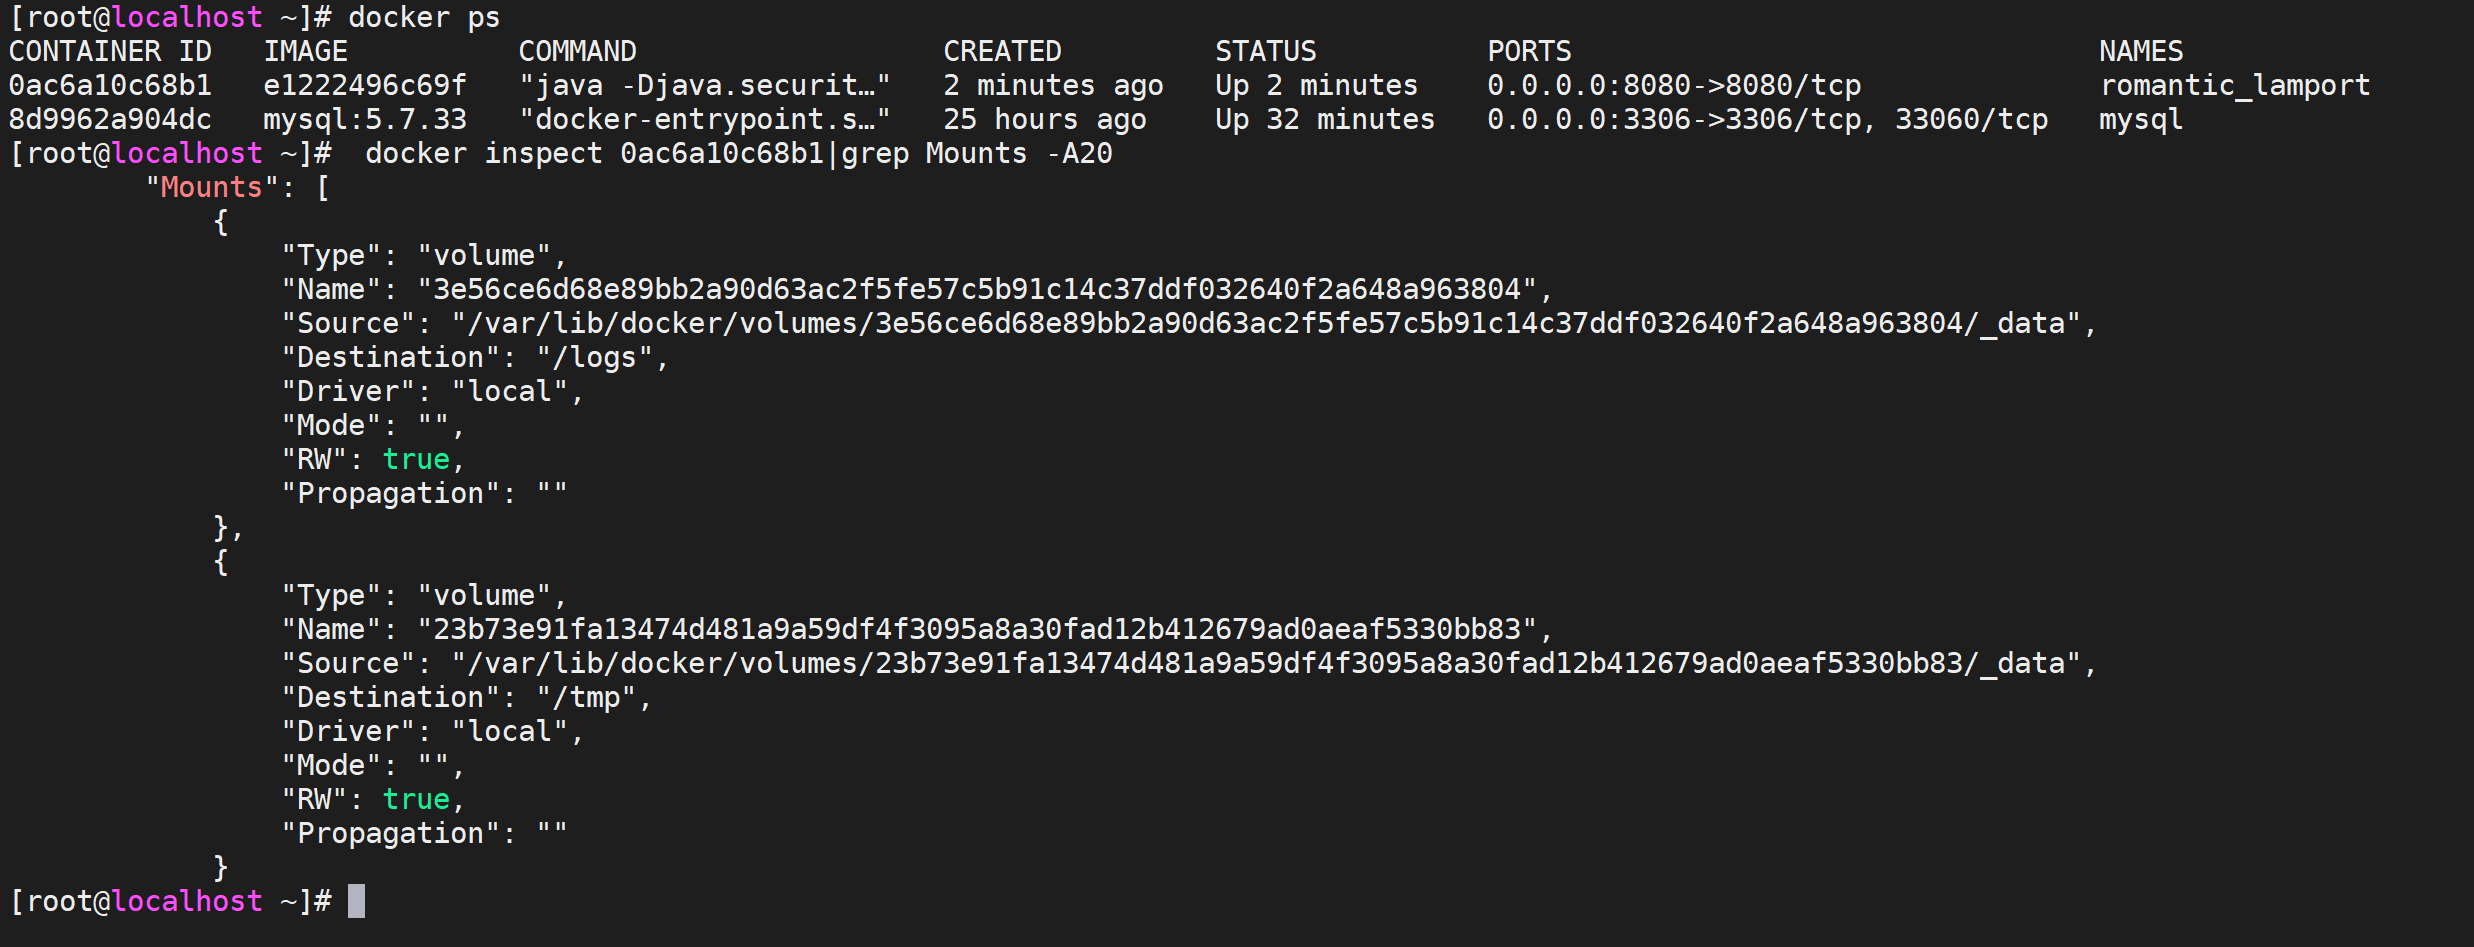 [root@localhost ~]# docker ps
CONTAINER ID   IMAGE          COMMAND                  CREATED         STATUS          PORTS                               NAMES
0ac6a10c68b1   e1222496c69f   "java -Djava.securit…"   2 minutes ago   Up 2 minutes    0.0.0.0:8080->8080/tcp              romantic_lamport
8d9962a904dc   mysql:5.7.33   "docker-entrypoint.s…"   25 hours ago    Up 32 minutes   0.0.0.0:3306->3306/tcp, 33060/tcp   mysql
[root@localhost ~]#  docker inspect 0ac6a10c68b1|grep Mounts -A20
        "Mounts": [
            {
                "Type": "volume",
                "Name": "3e56ce6d68e89bb2a90d63ac2f5fe57c5b91c14c37ddf032640f2a648a963804",
                "Source": "/var/lib/docker/volumes/3e56ce6d68e89bb2a90d63ac2f5fe57c5b91c14c37ddf032640f2a648a963804/_data",
                "Destination": "/logs",
                "Driver": "local",
                "Mode": "",
                "RW": true,
                "Propagation": ""
            },
            {
                "Type": "volume",
                "Name": "23b73e91fa13474d481a9a59df4f3095a8a30fad12b412679ad0aeaf5330bb83",
                "Source": "/var/lib/docker/volumes/23b73e91fa13474d481a9a59df4f3095a8a30fad12b412679ad0aeaf5330bb83/_data",
                "Destination": "/tmp",
                "Driver": "local",
                "Mode": "",
                "RW": true,
                "Propagation": ""
            }
[root@localhost ~]#